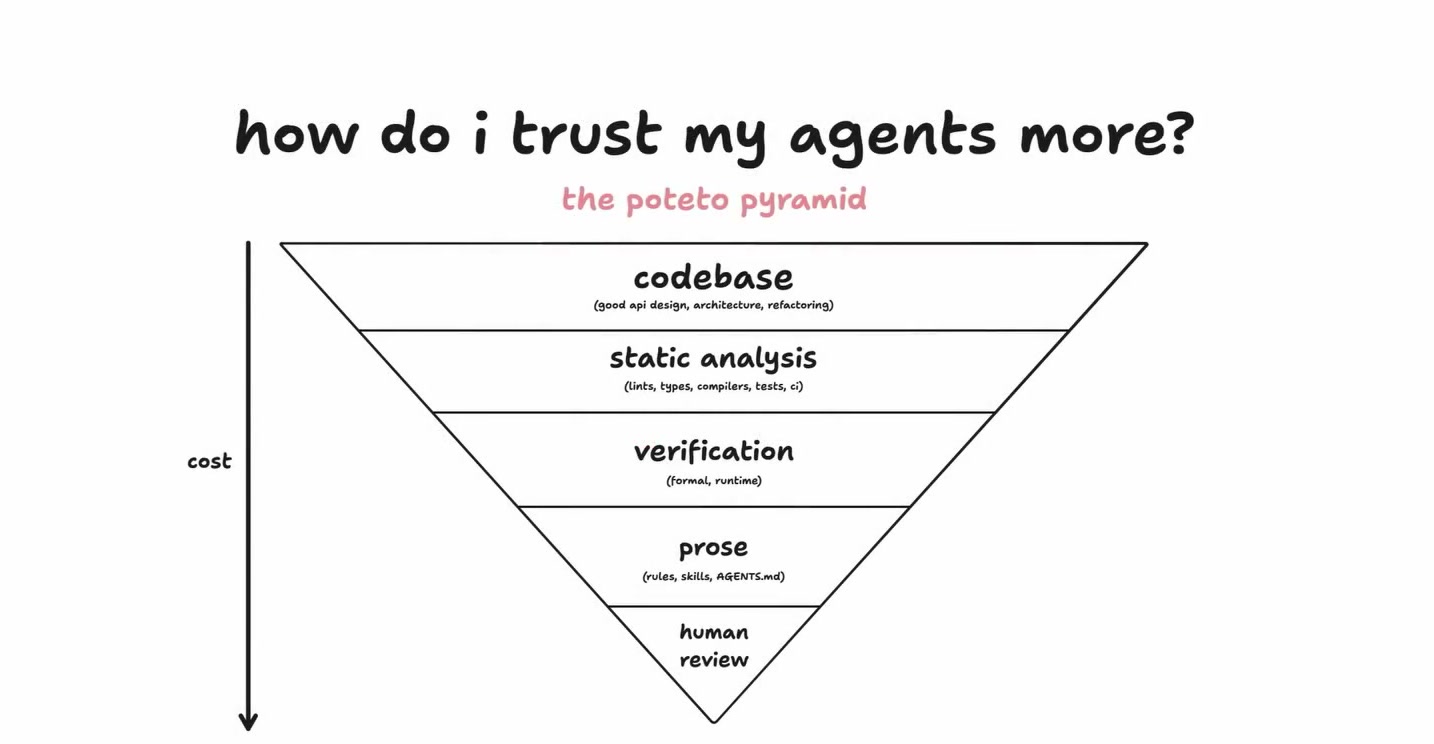 how do i trust my agents more?
the poteto pyramid
codebase
(good api design, architecture, refactoring)
static analysis
(lints, types, compilers, tests, ci)
verification
(formal, runtime)
cost
prose
(rules, skills, AGENTS.md)
human
review